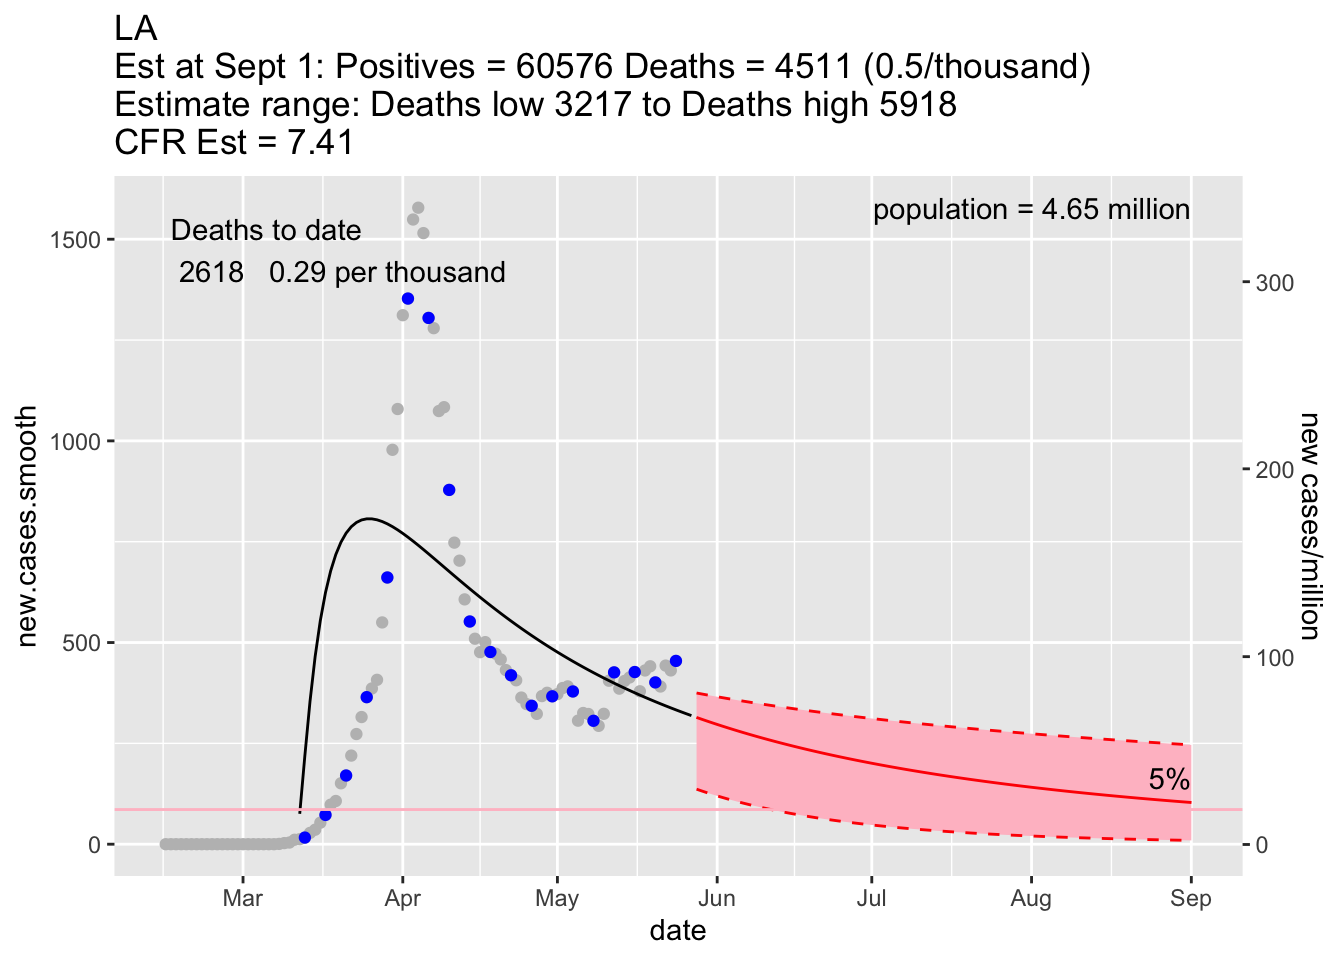 LA
Est at Sept 1: Positives = 60576 Deaths = 4511 (0.5/thousand)
Estimate range: Deaths low 3217 to Deaths high 5918
CFR Est = 7.41
population = 4.65 million
Deaths to date
2618 0.29 per thousand
1500
1000
500
0
new.cases.smooth
300
200
100
0
new cases/million
5%
Mar Apr May Jun Jul Aug Sep
date